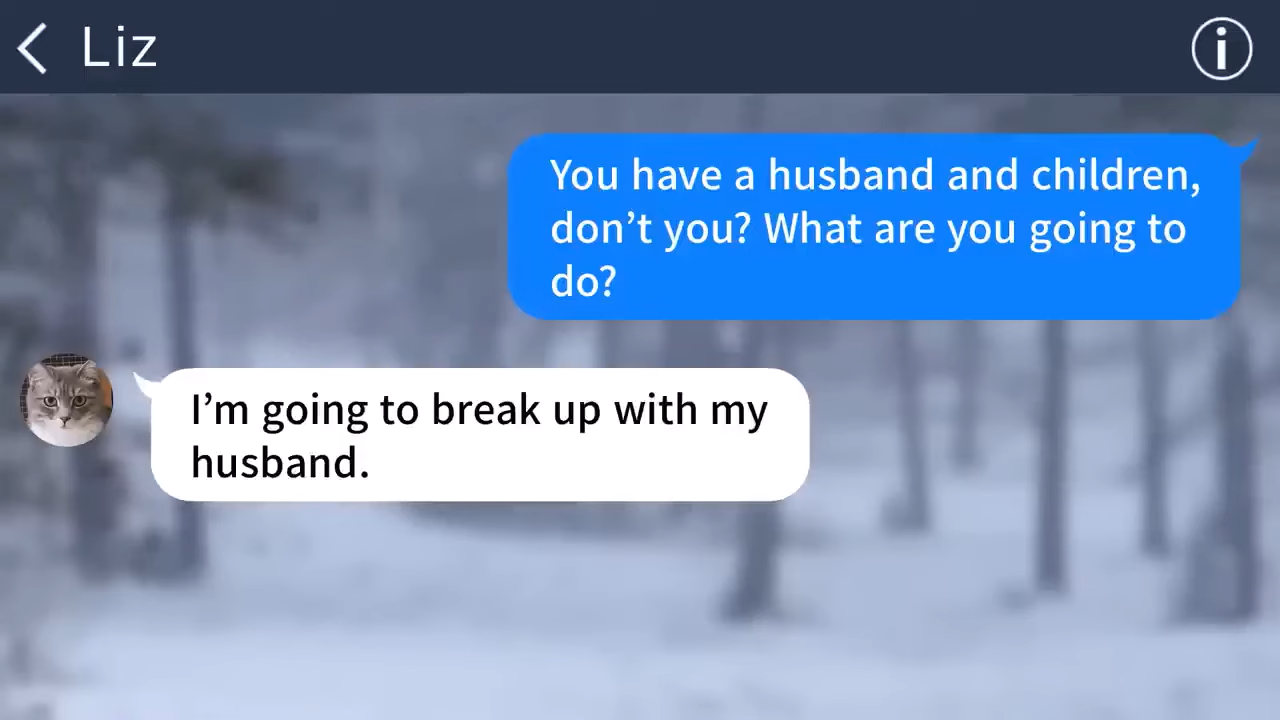 Liz
You have a husband and children,
don’t you? What are you going to
do?
I’m going to break up with my
husband.